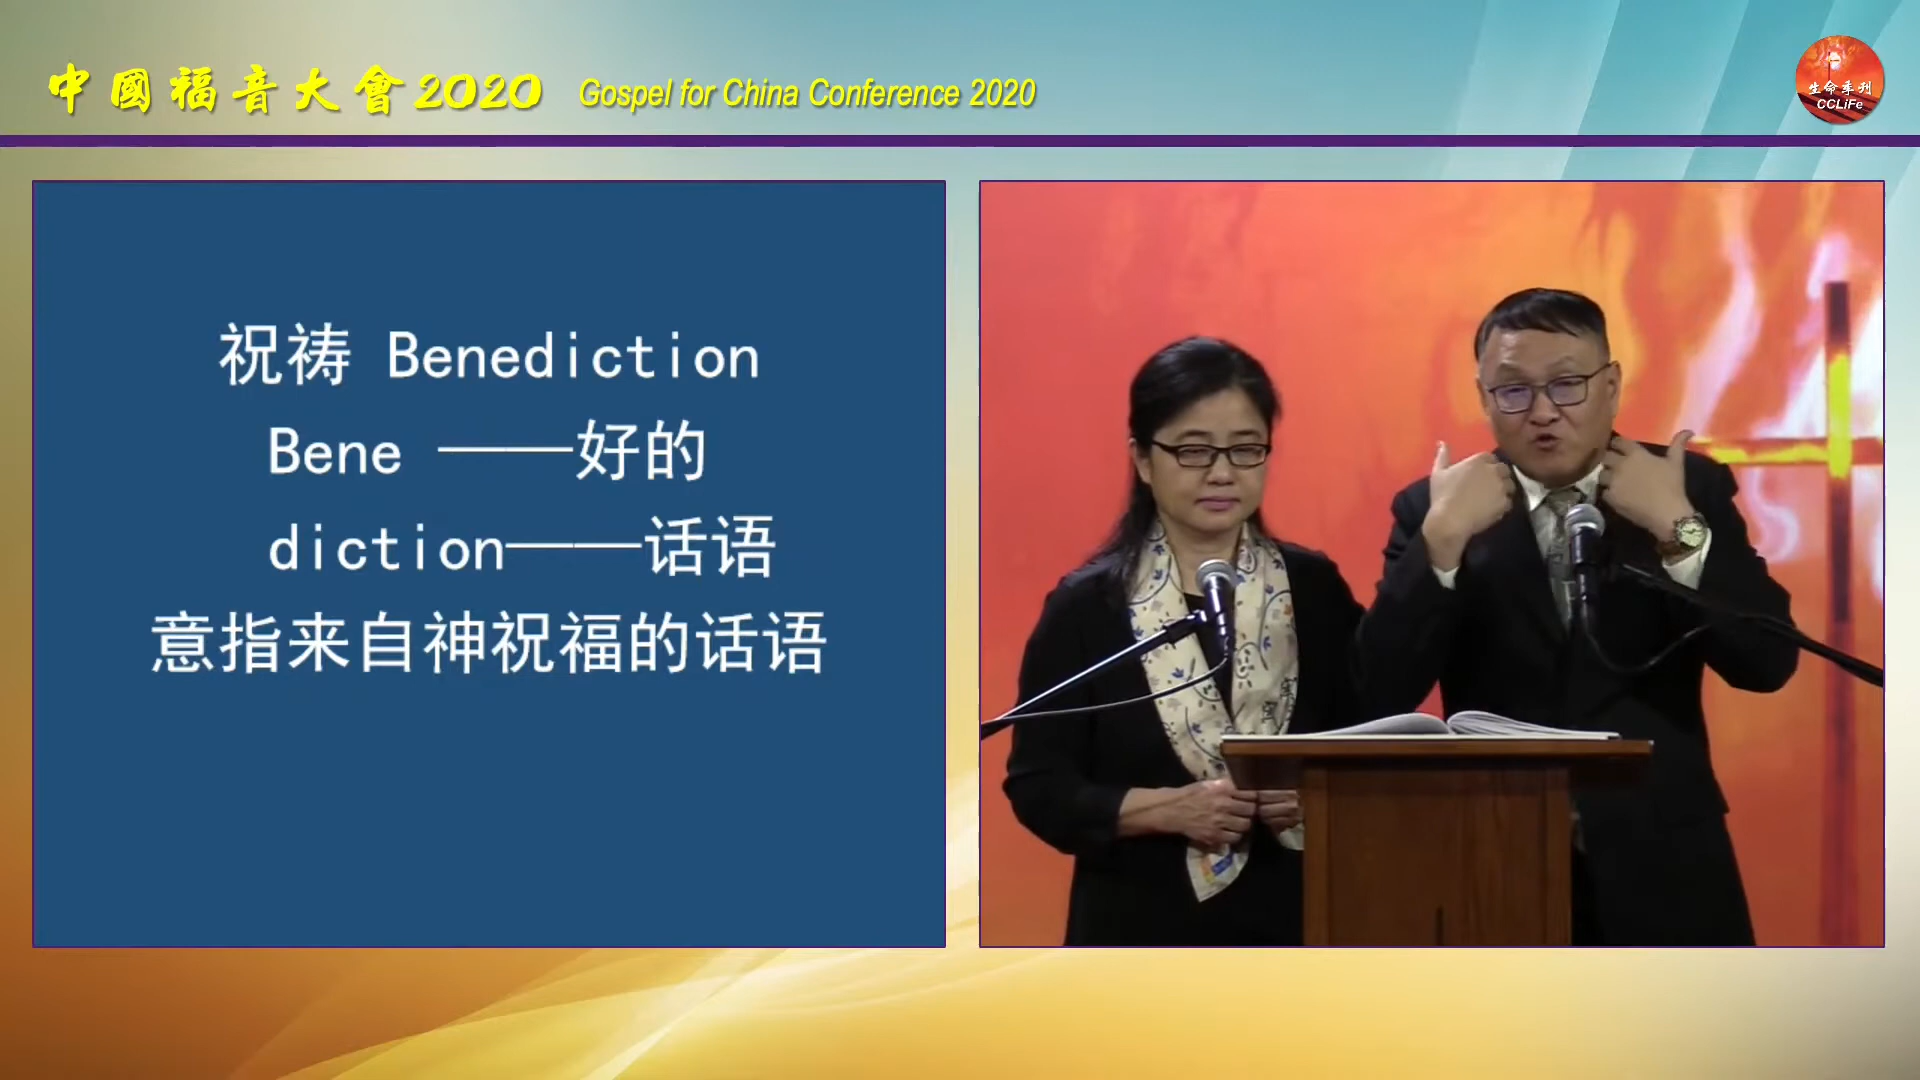 中國福音大會2020 Gospel for China Conference 2020
生命季刊
CCLiFe
祝祷 Benediction
Bene ——好的
diction——话语
意指来自神祝福的话语